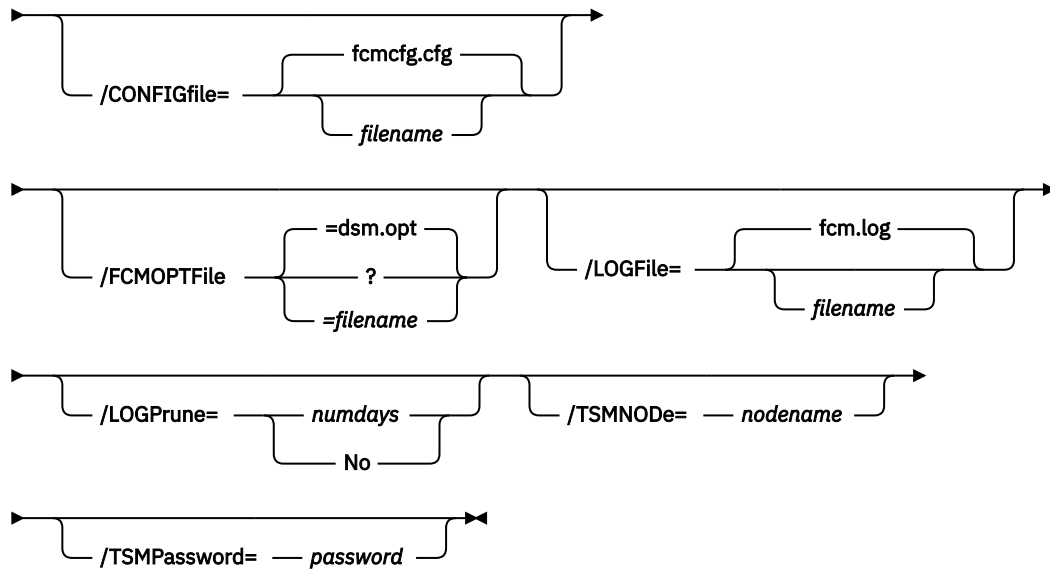 fcmcfg.cfg
/CONFIGfile=
filename
=dsm.opt
/FCMOPTFile ?
=filename
fcm.log
/LOGFile=
filename
/LOGPrune= numdays
No
/TSMNODe= nodename
/TSMPassword= password